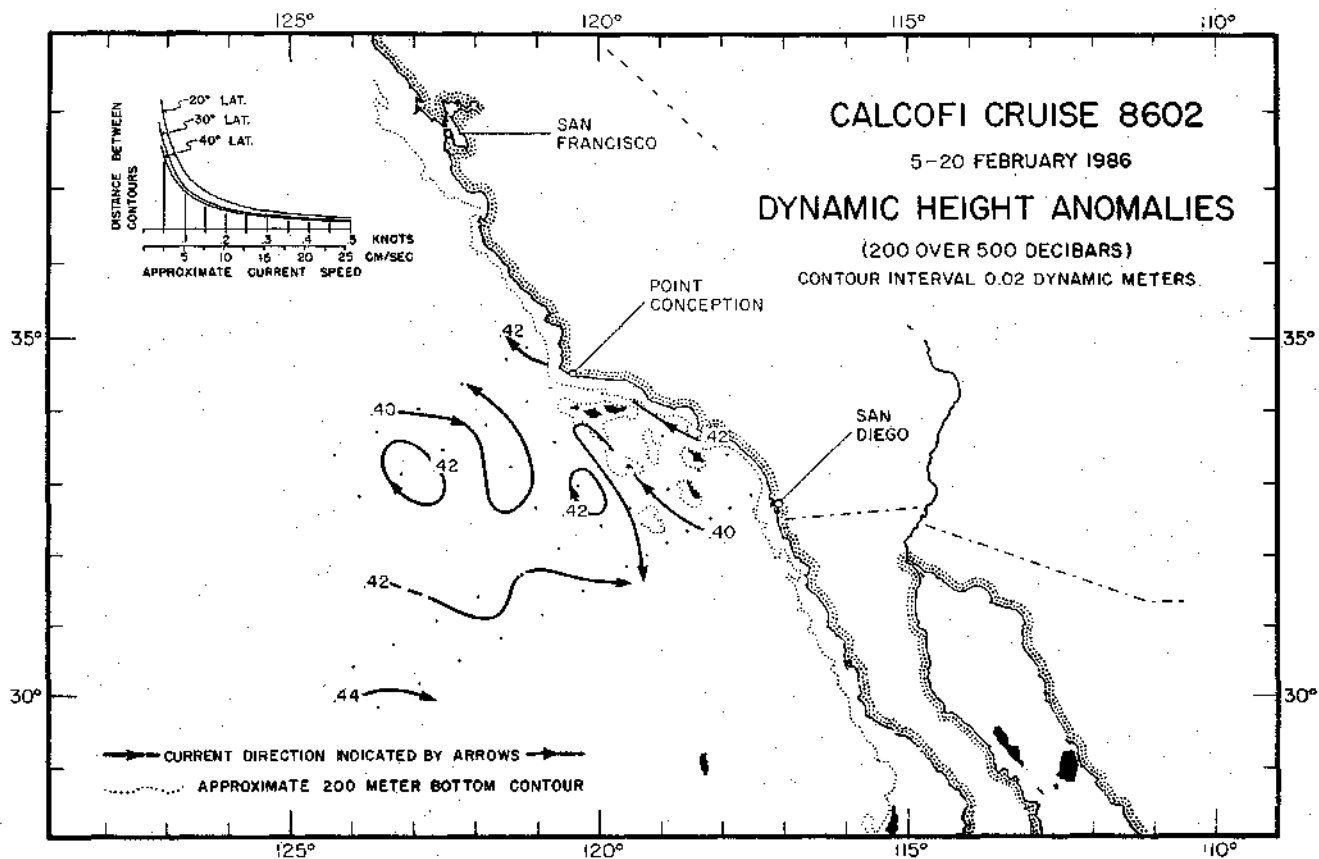 125°
120°
115°
110°
CALCOFI CRUISE 8602
5-20 FEBRUARY 1986
DYNAMIC HEIGHT ANOMALIES
(200 OVER 500 DECIBARS)
CONTOUR INTERVAL 0.02 DYNAMIC METERS
DISTANCE BETWEEN
CONTOURS
20° LAT.
30° LAT.
40° LAT.
.1 .2 .3 .4 .5 KNOTS
5 10 15 20 25 CM/SEC
APPROXIMATE CURRENT SPEED
SAN
FRANCISCO
POINT
CONCEPTION
SAN
DIEGO
35°
35°
.42
.40
.42
.42
.42
.40
.42
.44
30°
30°
CURRENT DIRECTION INDICATED BY ARROWS
APPROXIMATE 200 METER BOTTOM CONTOUR
125°
120°
115°
110°